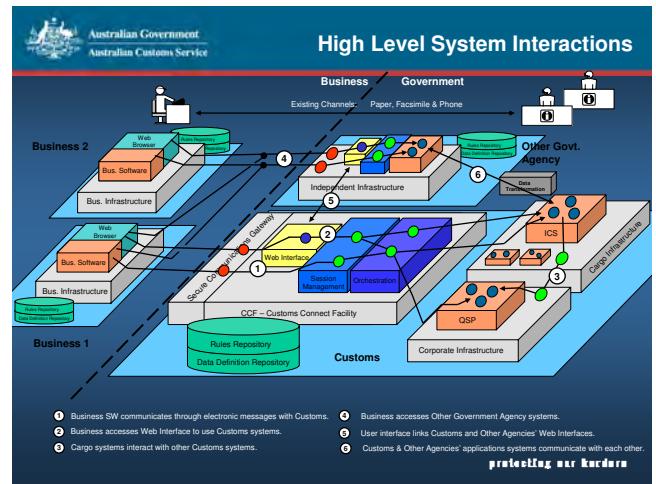 Australian Government
Australian Customs Service
High Level System Interactions
Business
Government
Existing Channels: Paper, Facsimile & Phone
Business 2
Web
Browser
Rules Repository
Bus. Software
Bus. Infrastructure
4
Independent Infrastructure
Rules Repository
Data Definition Repository
Other Govt.
Agency
6
Data
Transformation
5
Secure Communications Gateway
Web
Browser
Bus. Software
Bus. Infrastructure
Rules Repository
Data Definition Repository
Business 1
2
Web Interface
1
Session
Management
Orchestration
ICS
Cargo Infrastructure
3
CCF – Customs Connect Facility
QSP
Corporate Infrastructure
Rules Repository
Data Definition Repository
Customs
1 Business SW communicates through electronic messages with Customs.
2 Business accesses Web Interface to use Customs systems.
3 Cargo systems interact with other Customs systems.
4 Business accesses Other Government Agency systems.
5 User interface links Customs and Other Agencies' Web Interfaces.
6 Customs & Other Agencies' applications systems communicate with each other.
protecting our borders